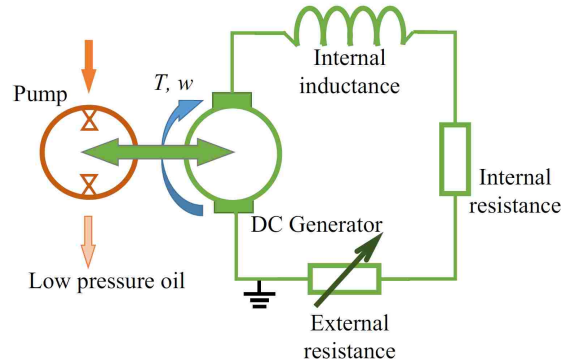 Internal
inductance
T, w
Pump
Internal
resistance
DC Generator
Low pressure oil
External
resistance